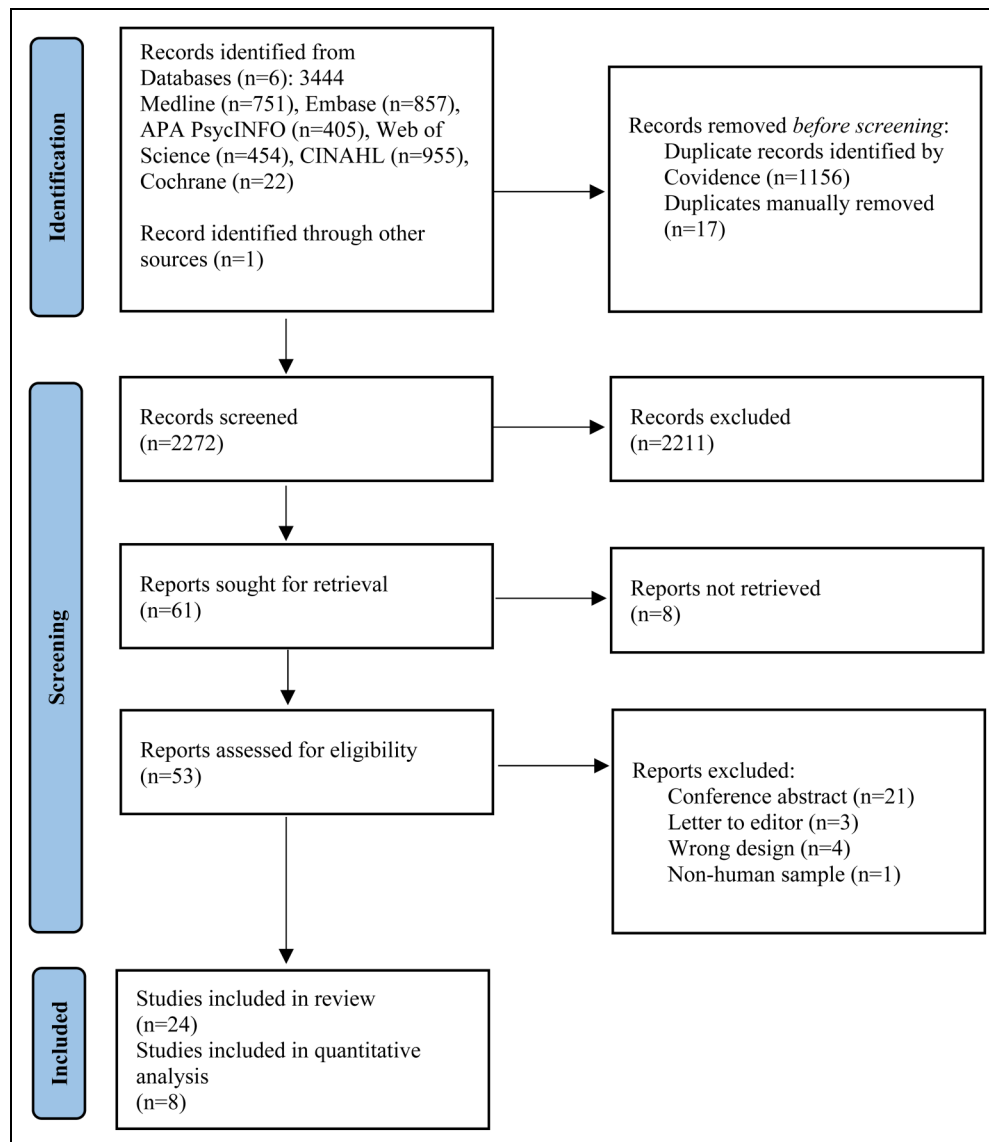 Identification
Records identified from
Databases (n=6): 3444
Medline (n=751), Embase (n=857),
APA PsycINFO (n=405), Web of
Science (n=454), CINAHL (n=955),
Cochrane (n=22)
Record identified through other
sources (n=1)
Records removed before screening:
Duplicate records identified by
Covidence (n=1156)
Duplicates manually removed
(n=17)
Screening
Records screened
(n=2272)
Records excluded
(n=2211)
Reports sought for retrieval
(n=61)
Reports not retrieved
(n=8)
Reports assessed for eligibility
(n=53)
Reports excluded:
Conference abstract (n=21)
Letter to editor (n=3)
Wrong design (n=4)
Non-human sample (n=1)
Included
Studies included in review
(n=24)
Studies included in quantitative
analysis
(n=8)